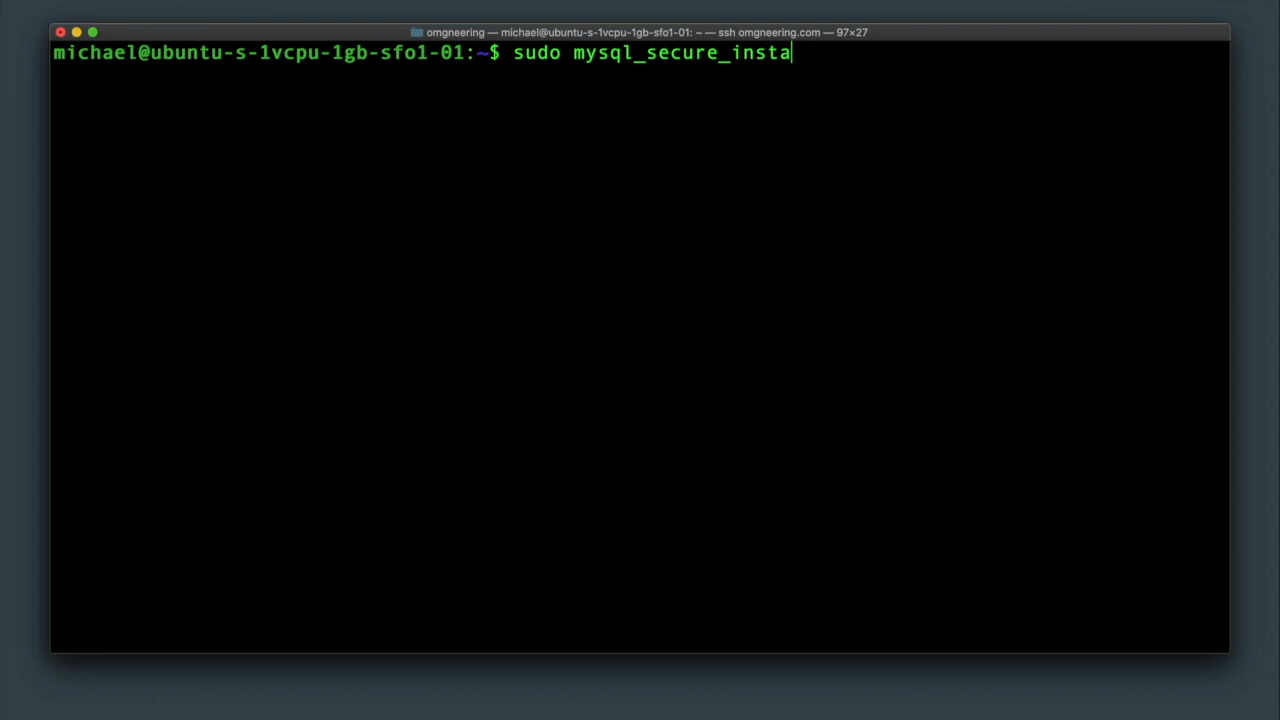 omgneering — michael@ubuntu-s-1vcpu-1gb-sfo1-01: ~ — ssh omgneering.com — 97×27
michael@ubuntu-s-1vcpu-1gb-sfo1-01:~$ sudo mysql_secure_insta